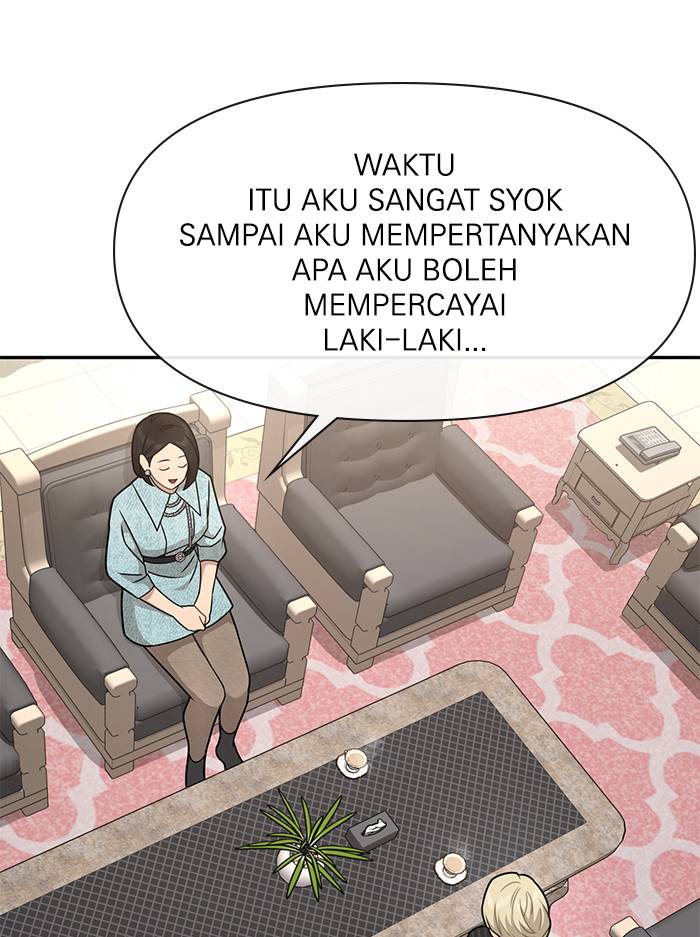 WAKTU
ITU AKU SANGAT SYOK
SAMPAI AKU MEMPERTANYAKAN
APA AKU BOLEH
MEMPERCAYAI
LAKI-LAKI...